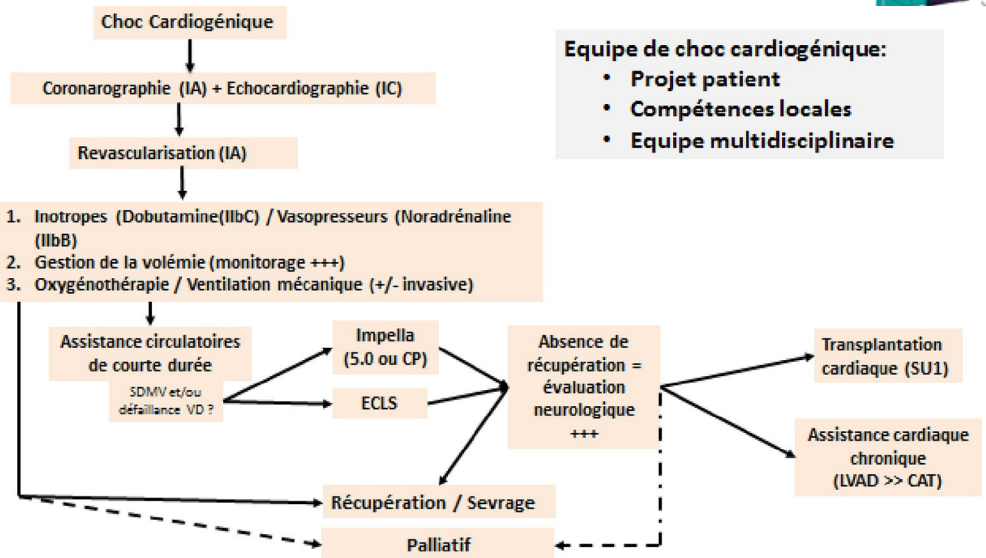 Choc Cardiogénique
Equipe de choc cardiogénique:
• Projet patient
• Compétences locales
• Equipe multidisciplinaire
Coronarographie (IA) + Echocardiographie (IC)
Revascularisation (IA)
1. Inotropes (Dobutamine(IIbC) / Vasopresseurs (Noradrénaline
(IIbB)
2. Gestion de la volémie (monitorage +++)
3. Oxygénothérapie / Ventilation mécanique (+/- invasive)
Assistance circulatoires
de courte durée
SDMV et/ou
défaillance VD ?
Impella
(5.0 ou CP)
ECLS
Absence de
récupération =
évaluation
neurologique
+++
Transplantation
cardiaque (SU1)
Assistance cardiaque
chronique
(LVAD >> CAT)
Récupération / Sevrage
Palliatif